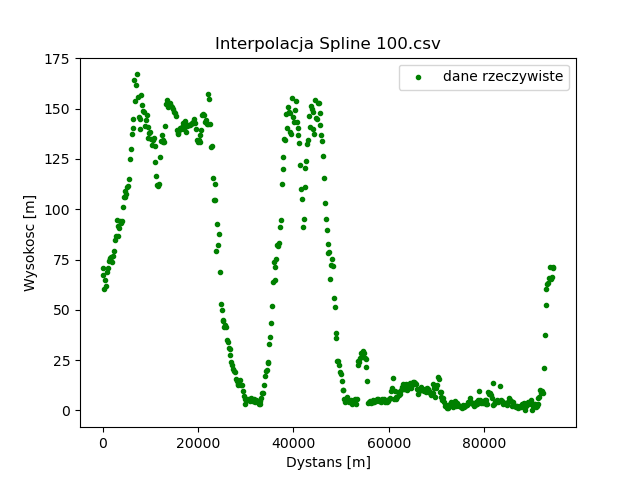 Interpolacja Spline 100.csv
dane rzeczywiste
175
150
125
100
75
50
25
0
Wysokosc [m]
0 20000 40000 60000 80000
Dystans [m]